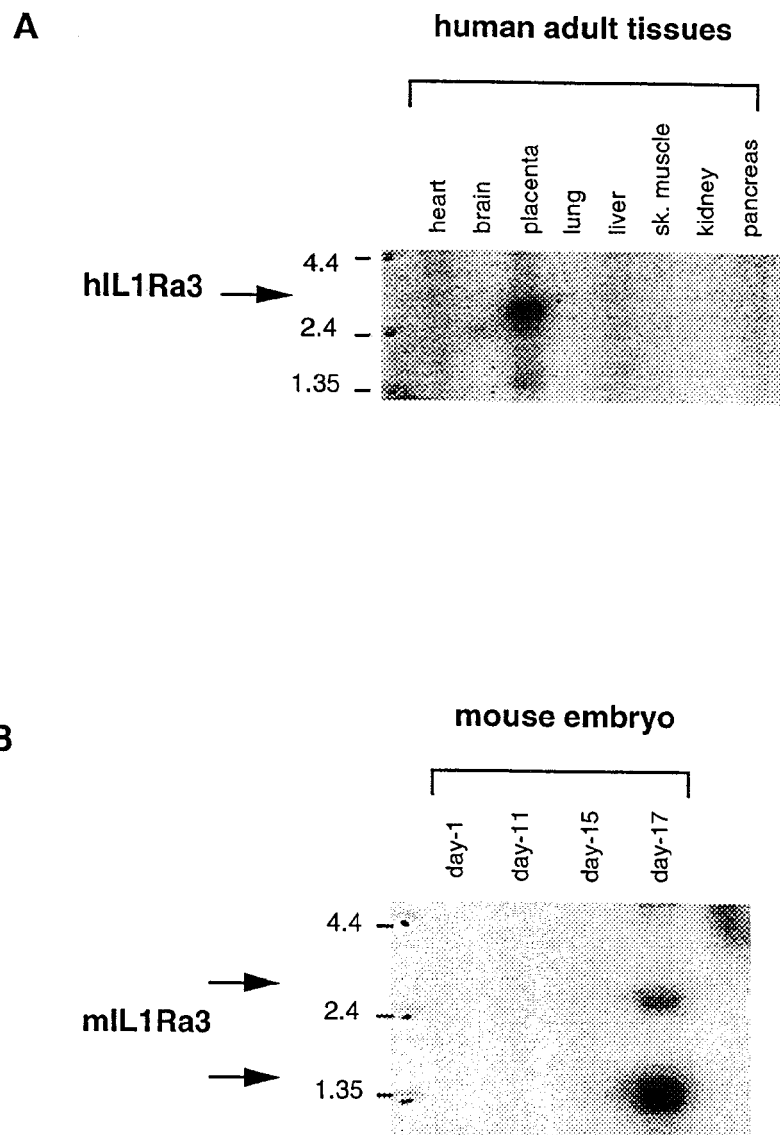 A
human adult tissues
heart
brain
placenta
lung
liver
sk. muscle
kidney
pancreas
hIL1Ra3
4.4
2.4
1.35
B
mouse embryo
day-1
day-11
day-15
day-17
mIL1Ra3
4.4
2.4
1.35